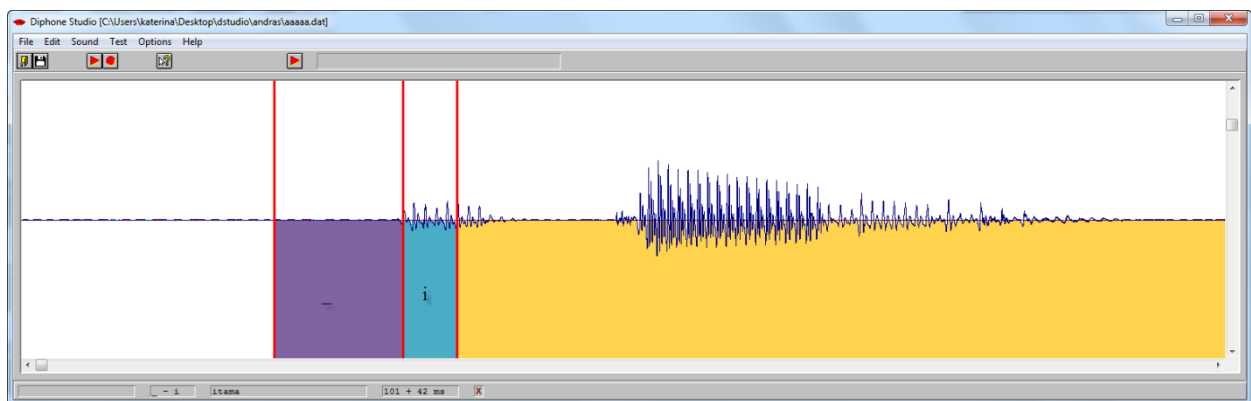 Diphone Studio [C:\Users\katerina\Desktop\dstudio\andras\aaaaa.dat]
File Edit Sound Test Options Help
_ i
_ - i itama 101 + 42 ms X